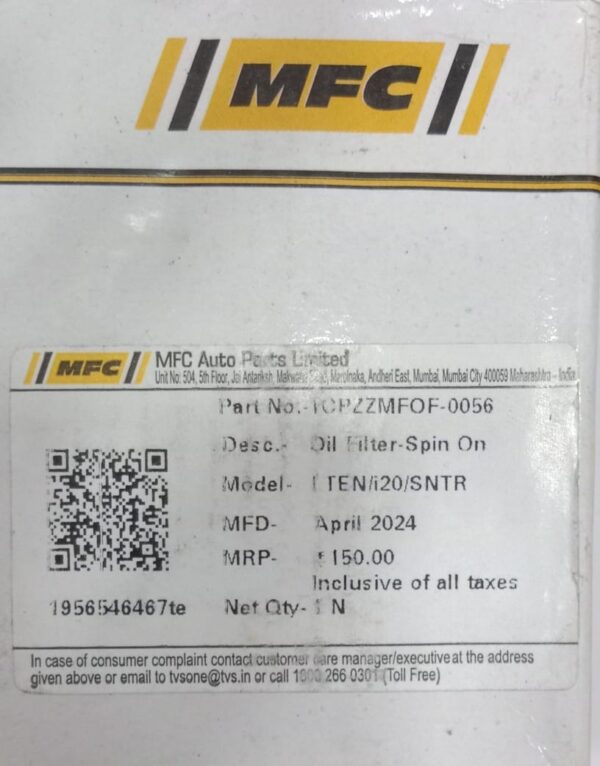 MFC
MFC
MFC Auto Parts Limited
Unit No: 504, 5th Floor, Jai Antariksh, Makwana Road, Marolnaka, Andheri East, Mumbai, Mumbai City 400059 Maharashtra - India
Part No.- 1CPZZMFOF-0056
Desc.- Oil Filter-Spin On
Model- TEN/i20/SNTR
MFD- April 2024
MRP- ₹150.00
Inclusive of all taxes
1956546467te
Net Qty- 1 N
In case of consumer complaint contact customer care manager/executive at the address
given above or email to tvsone@tvs.in or call 266 0301 (Toll Free)